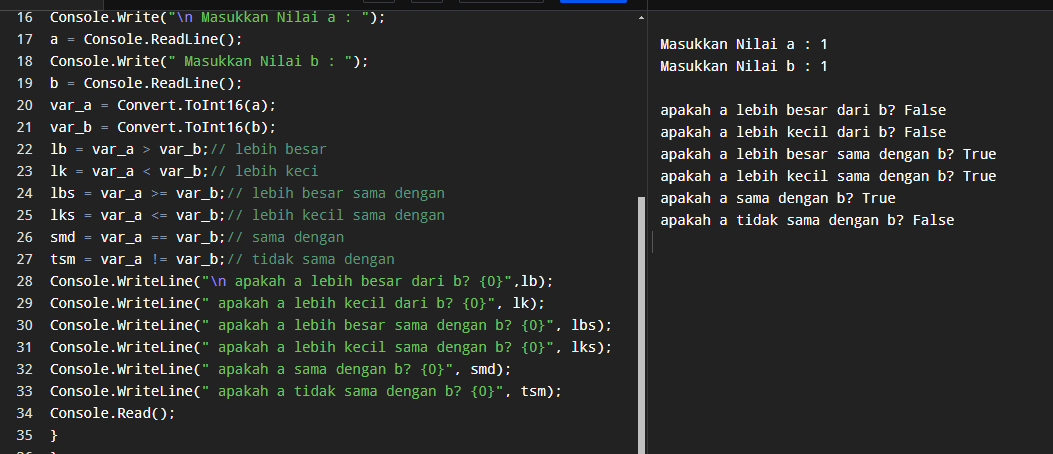 16 Console.Write("\n Masukkan Nilai a : ");
17 a = Console.ReadLine();
18 Console.Write(" Masukkan Nilai b : ");
19 b = Console.ReadLine();
20 var_a = Convert.ToInt16(a);
21 var_b = Convert.ToInt16(b);
22 lb = var_a > var_b;// lebih besar
23 lk = var_a < var_b;// lebih keci
24 lbs = var_a >= var_b;// lebih besar sama dengan
25 lks = var_a <= var_b;// lebih kecil sama dengan
26 smd = var_a == var_b;// sama dengan
27 tsm = var_a != var_b;// tidak sama dengan
28 Console.WriteLine("\n apakah a lebih besar dari b? {0}",lb);
29 Console.WriteLine(" apakah a lebih kecil dari b? {0}", lk);
30 Console.WriteLine(" apakah a lebih besar sama dengan b? {0}", lbs);
31 Console.WriteLine(" apakah a lebih kecil sama dengan b? {0}", lks);
32 Console.WriteLine(" apakah a sama dengan b? {0}", smd);
33 Console.WriteLine(" apakah a tidak sama dengan b? {0}", tsm);
34 Console.Read();
35 }
Masukkan Nilai a : 1
Masukkan Nilai b : 1
apakah a lebih besar dari b? False
apakah a lebih kecil dari b? False
apakah a lebih besar sama dengan b? True
apakah a lebih kecil sama dengan b? True
apakah a sama dengan b? True
apakah a tidak sama dengan b? False